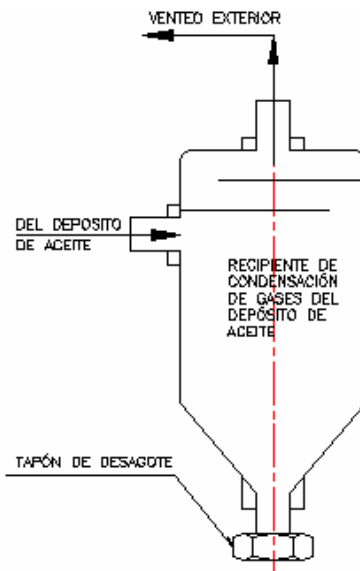 VENTEO EXTERIOR
DEL DEPOSITO
DE ACEITE
RECIPIENTE DE
CONDENSACIÓN
DE GASES DEL
DEPÓSITO DE
ACEITE
TAPÓN DE DESAGOTE